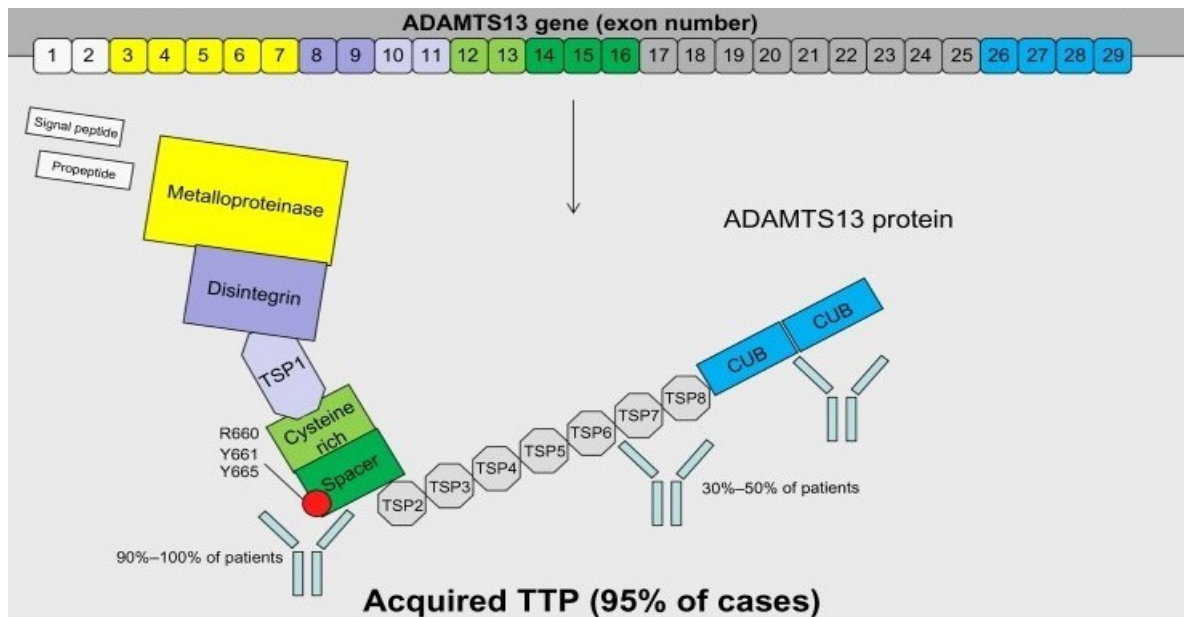 ADAMTS13 gene (exon number)
1 2 3 4 5 6 7 8 9 10 11 12 13 14 15 16 17 18 19 20 21 22 23 24 25 26 27 28 29
Signal peptide
Propeptide
Metalloproteinase
ADAMTS13 protein
Disintegrin
CUB
CUB
TSP1
TSP8
TSP7
TSP6
TSP5
TSP4
TSP3
TSP2
Cysteine
rich
R660
Y661
Y665
Spacer
30%–50% of patients
90%–100% of patients
Acquired TTP (95% of cases)